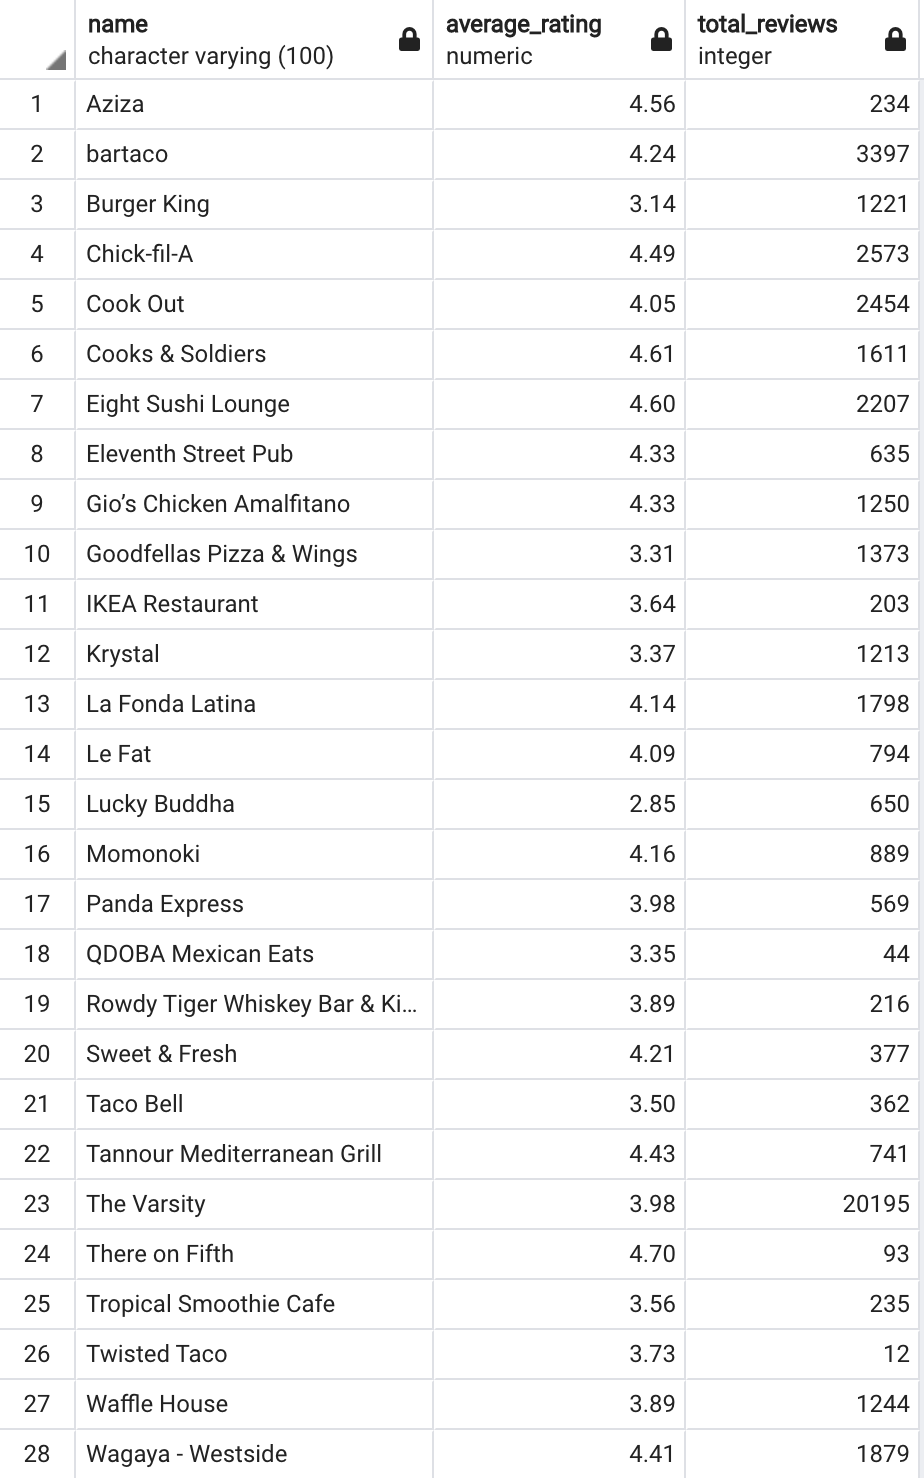 name average_rating total_reviews
character varying (100) numeric integer
1 Aziza 4.56 234
2 bartaco 4.24 3397
3 Burger King 3.14 1221
4 Chick-fil-A 4.49 2573
5 Cook Out 4.05 2454
6 Cooks & Soldiers 4.61 1611
7 Eight Sushi Lounge 4.60 2207
8 Eleventh Street Pub 4.33 635
9 Gio’s Chicken Amalfitano 4.33 1250
10 Goodfellas Pizza & Wings 3.31 1373
11 IKEA Restaurant 3.64 203
12 Krystal 3.37 1213
13 La Fonda Latina 4.14 1798
14 Le Fat 4.09 794
15 Lucky Buddha 2.85 650
16 Momonoki 4.16 889
17 Panda Express 3.98 569
18 QDOBA Mexican Eats 3.35 44
19 Rowdy Tiger Whiskey Bar & Ki... 3.89 216
20 Sweet & Fresh 4.21 377
21 Taco Bell 3.50 362
22 Tannour Mediterranean Grill 4.43 741
23 The Varsity 3.98 20195
24 There on Fifth 4.70 93
25 Tropical Smoothie Cafe 3.56 235
26 Twisted Taco 3.73 12
27 Waffle House 3.89 1244
28 Wagaya - Westside 4.41 1879